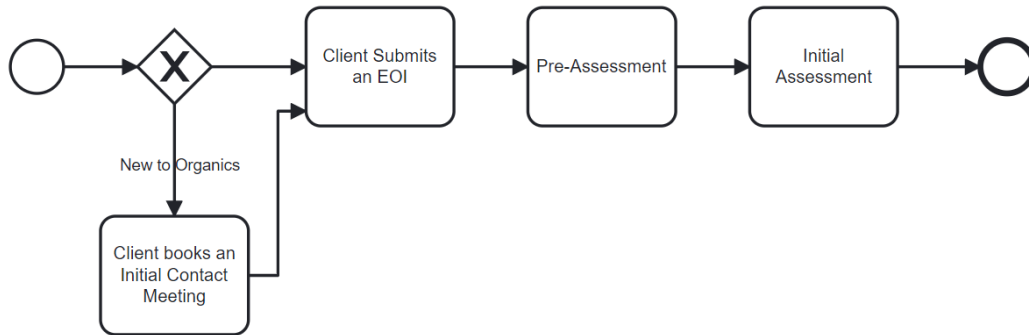 Client Submits
an EOI
Pre-Assessment
Initial
Assessment
New to Organics
Client books an
Initial Contact
Meeting